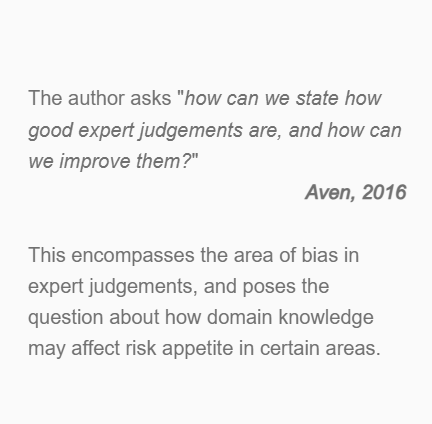 The author asks "how can we state how
good expert judgements are, and how can
we improve them?"
Aven, 2016
This encompasses the area of bias in
expert judgements, and poses the
question about how domain knowledge
may affect risk appetite in certain areas.